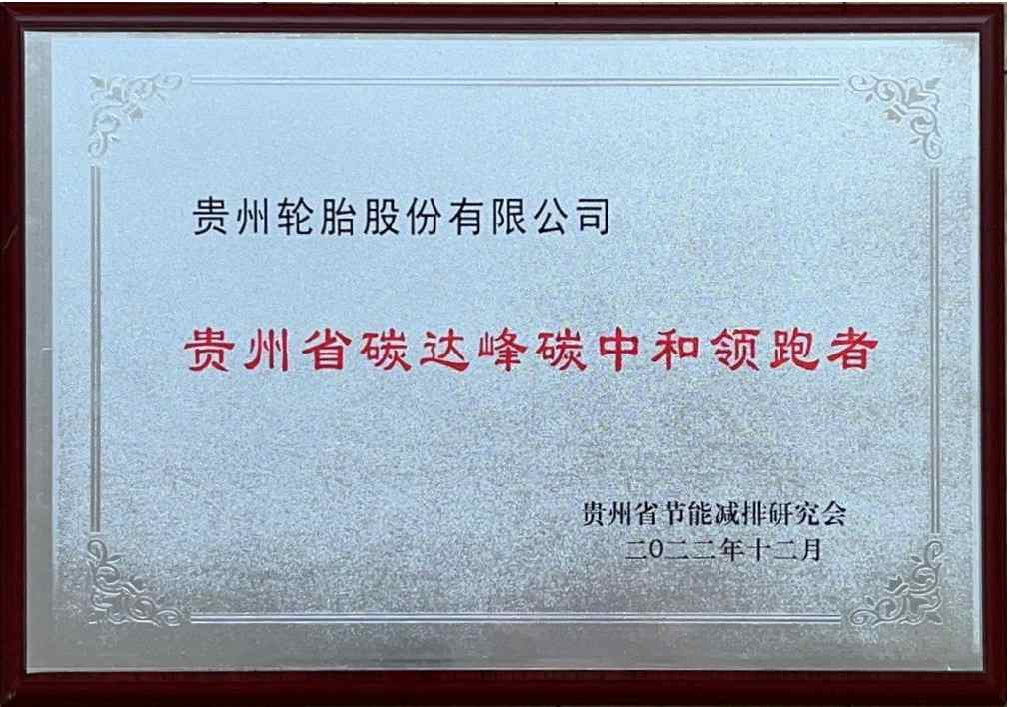 贵州轮胎股份有限公司
贵州省碳达峰碳中和领跑者
贵州省节能减排研究会
二0二二年十二月